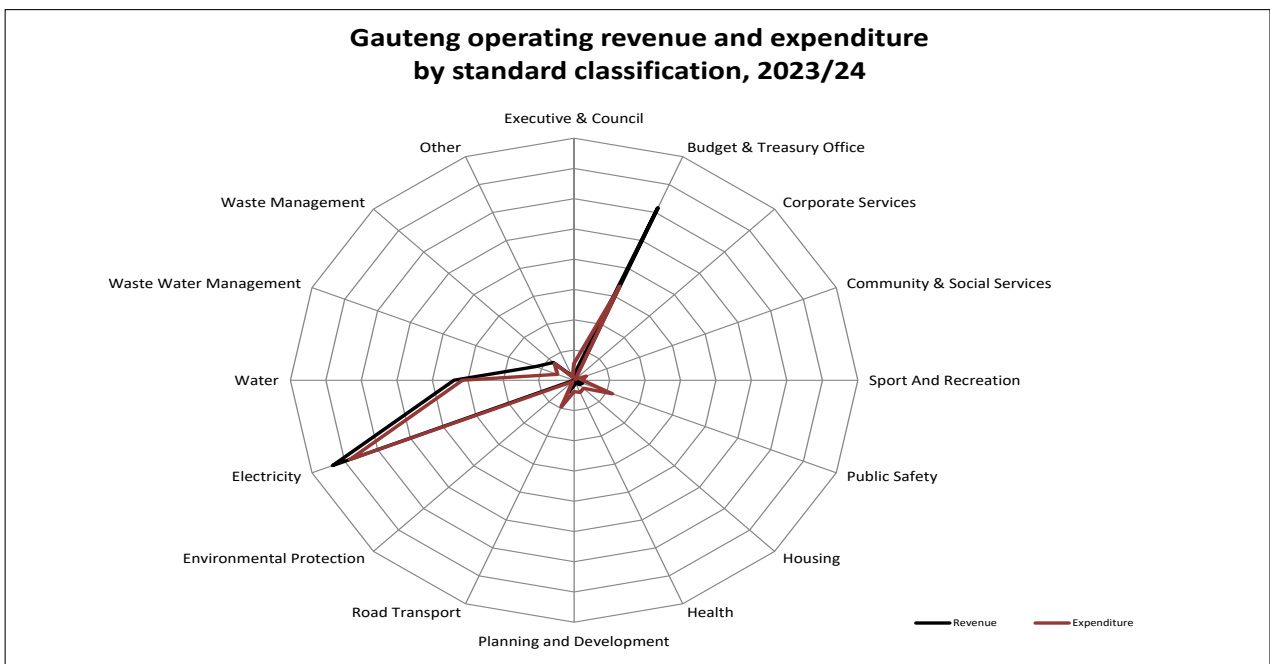 Gauteng operating revenue and expenditure
by standard classification, 2023/24
Executive & Council
Other
Budget & Treasury Office
Waste Management
Corporate Services
Waste Water Management
Community & Social Services
Water
Sport And Recreation
Electricity
Public Safety
Environmental Protection
Housing
Road Transport
Health
Planning and Development
Revenue
Expenditure